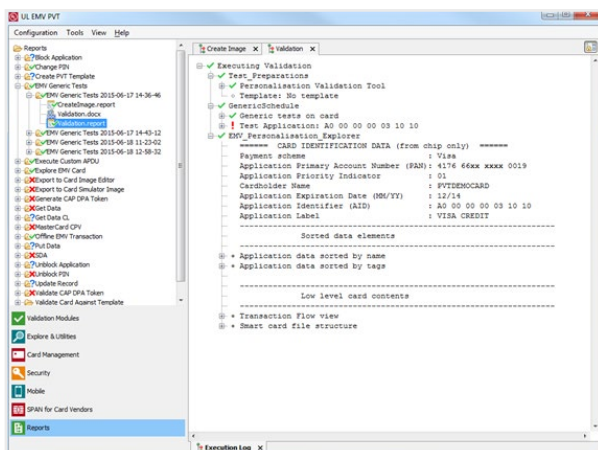 UL EMV PVT
Configuration Tools View Help
Reports
Block Application
Change PIN
Create PVT Template
EMV Generic Tests
EMV Generic Tests 2015-06-17 14-36-46
CreateImage.report
Validation.docx
Validation.report
EMV Generic Tests 2015-06-17 14-43-12
EMV Generic Tests 2015-06-18 11-23-02
EMV Generic Tests 2015-06-18 12-58-32
Execute Custom APDU
Explore EMV Card
Export to Card Image Editor
Export to Card Simulator Image
Generate CAP DPA Token
Get Data
Get Data CL
MasterCard CPV
Offline EMV Transaction
Put Data
SDA
Unblock Application
Unblock PIN
Update Record
Validate CAP DPA Token
Validate Card Against Template
Validation Modules
Explore & Utilities
Card Management
Security
Mobile
SPAN for Card Vendors
Reports
Create Image x Validation x
Executing Validation
Test_Preparations
Personalisation Validation Tool
Template: No template
GenericSchedule
Generic tests on card
Test Application: A0 00 00 00 03 10 10
EMV_Personalisation_Explorer
====== CARD IDENTIFICATION DATA (from chip only) ======
Payment scheme : Visa
Application Primary Account Number (PAN): 4176 66xx xxxx 0019
Application Priority Indicator : 01
Cardholder Name : PVTDEMOCARD
Application Expiration Date (MM/YY) : 12/14
Application Identifier (AID) : A0 00 00 00 03 10 10
Application Label : VISA CREDIT
Sorted data elements
+ Application data sorted by name
+ Application data sorted by tags
Low level card contents
+ Transaction Flow view
+ Smart card file structure
Execution Log x